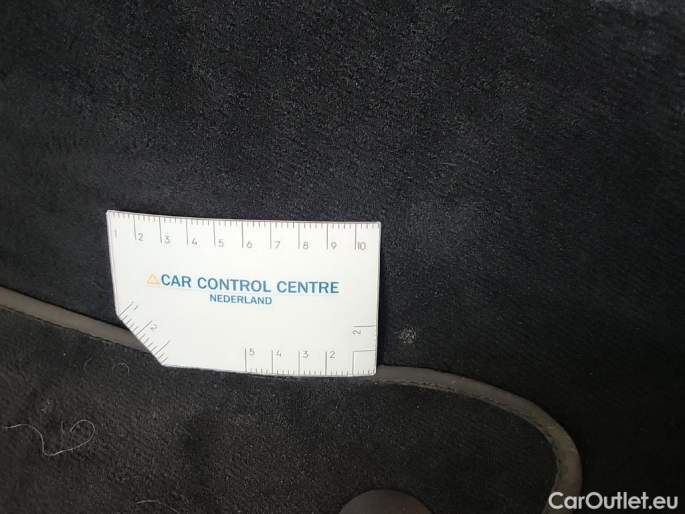 1 2 3 4 5 6 7 8 9 10
CAR CONTROL CENTRE
NEDERLAND
1
2
2
5 4 3 2
CarOutlet.eu